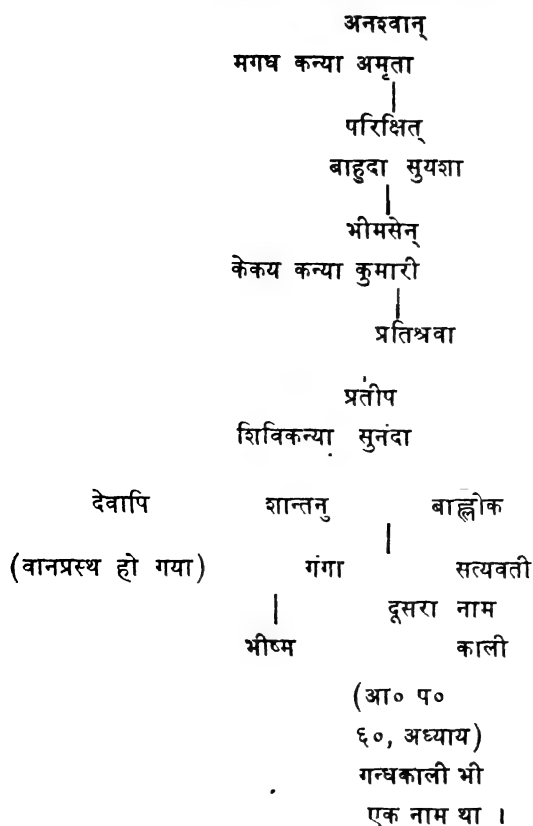 अनश्वान्
मगध कन्या अमृता
परिक्षित्
बाहुदा सुयशा
भीमसेन्
केकय कन्या कुमारी
प्रतिश्रवा
प्रतीप
शिविकन्या सुनंदा
देवापि शान्तनु बाह्लीक
(वानप्रस्थ हो गया) गंगा सत्यवती
दूसरा नाम
भीष्म काली
(आ० प०
६०, अध्याय)
गन्धकाली भी
एक नाम था ।